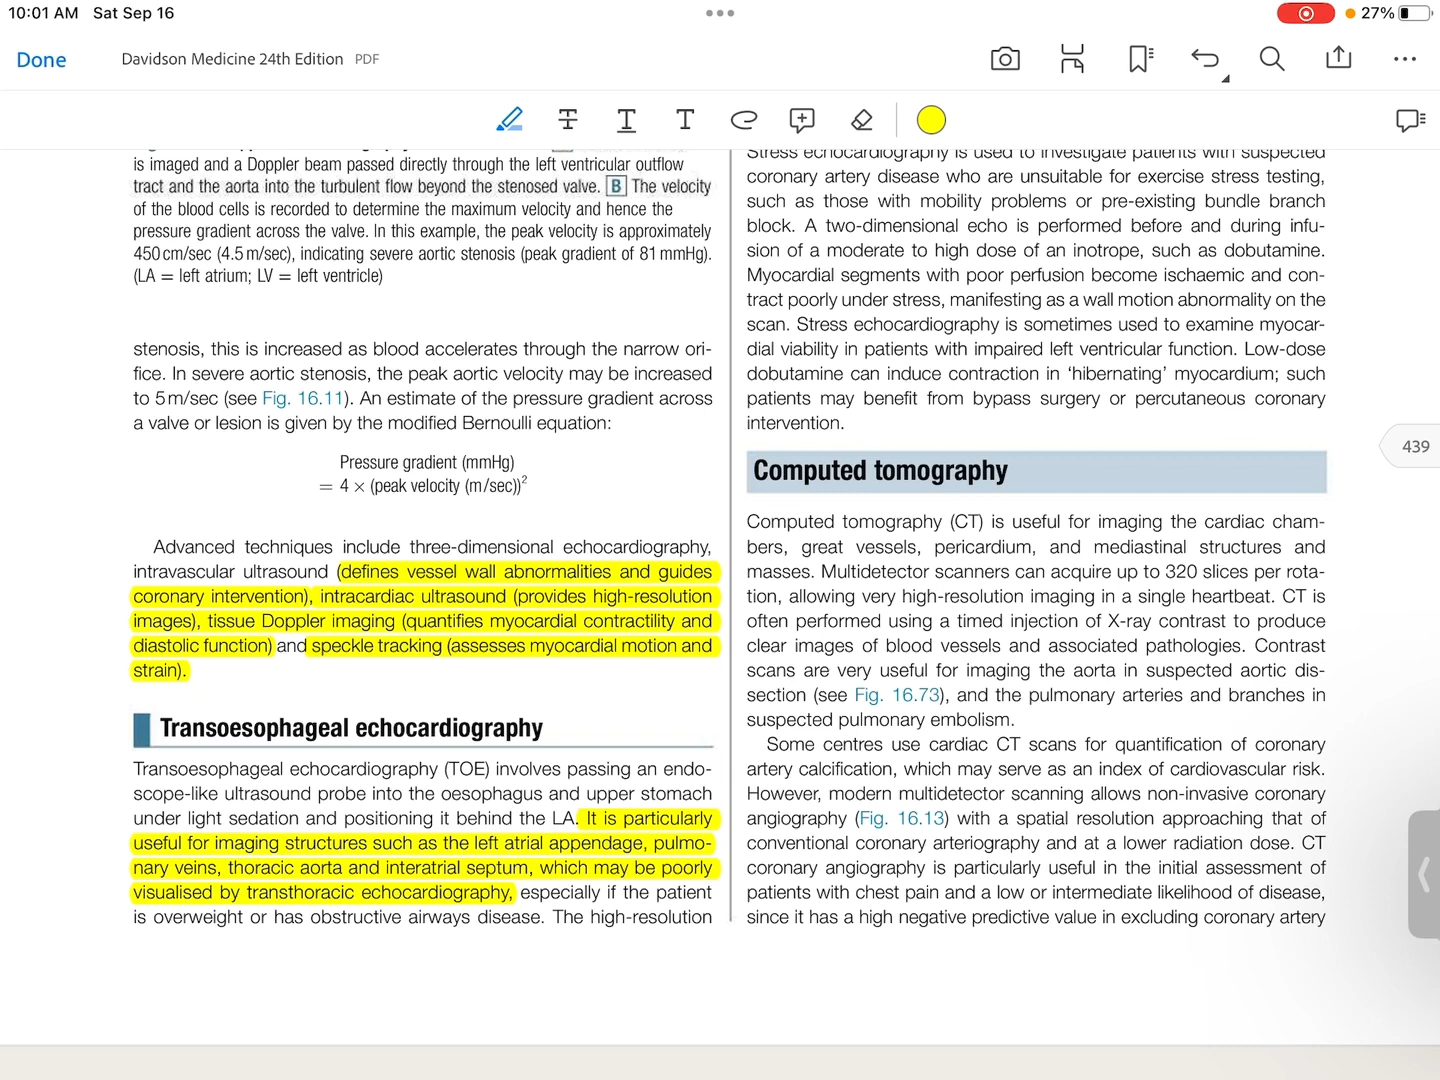 10:01 AM Sat Sep 16
27%
Done
Davidson Medicine 24th Edition PDF
is imaged and a Doppler beam passed directly through the left ventricular outflow
tract and the aorta into the turbulent flow beyond the stenosed valve. B The velocity
of the blood cells is recorded to determine the maximum velocity and hence the
pressure gradient across the valve. In this example, the peak velocity is approximately
450 cm/sec (4.5 m/sec), indicating severe aortic stenosis (peak gradient of 81 mmHg).
(LA = left atrium; LV = left ventricle)
stenosis, this is increased as blood accelerates through the narrow ori-
fice. In severe aortic stenosis, the peak aortic velocity may be increased
to 5 m/sec (see Fig. 16.11). An estimate of the pressure gradient across
a valve or lesion is given by the modified Bernoulli equation:
Pressure gradient (mmHg)
= 4 × (peak velocity (m/sec))²
Advanced techniques include three-dimensional echocardiography,
intravascular ultrasound (defines vessel wall abnormalities and guides
coronary intervention), intracardiac ultrasound (provides high-resolution
images), tissue Doppler imaging (quantifies myocardial contractility and
diastolic function) and speckle tracking (assesses myocardial motion and
strain).
Transoesophageal echocardiography
Transoesophageal echocardiography (TOE) involves passing an endo-
scope-like ultrasound probe into the oesophagus and upper stomach
under light sedation and positioning it behind the LA. It is particularly
useful for imaging structures such as the left atrial appendage, pulmo-
nary veins, thoracic aorta and interatrial septum, which may be poorly
visualised by transthoracic echocardiography, especially if the patient
is overweight or has obstructive airways disease. The high-resolution
Stress echocardiography is used to investigate patients with suspected
coronary artery disease who are unsuitable for exercise stress testing,
such as those with mobility problems or pre-existing bundle branch
block. A two-dimensional echo is performed before and during infu-
sion of a moderate to high dose of an inotrope, such as dobutamine.
Myocardial segments with poor perfusion become ischaemic and con-
tract poorly under stress, manifesting as a wall motion abnormality on the
scan. Stress echocardiography is sometimes used to examine myocar-
dial viability in patients with impaired left ventricular function. Low-dose
dobutamine can induce contraction in ‘hibernating’ myocardium; such
patients may benefit from bypass surgery or percutaneous coronary
intervention.
Computed tomography
Computed tomography (CT) is useful for imaging the cardiac cham-
bers, great vessels, pericardium, and mediastinal structures and
masses. Multidetector scanners can acquire up to 320 slices per rota-
tion, allowing very high-resolution imaging in a single heartbeat. CT is
often performed using a timed injection of X-ray contrast to produce
clear images of blood vessels and associated pathologies. Contrast
scans are very useful for imaging the aorta in suspected aortic dis-
section (see Fig. 16.73), and the pulmonary arteries and branches in
suspected pulmonary embolism.
Some centres use cardiac CT scans for quantification of coronary
artery calcification, which may serve as an index of cardiovascular risk.
However, modern multidetector scanning allows non-invasive coronary
angiography (Fig. 16.13) with a spatial resolution approaching that of
conventional coronary arteriography and at a lower radiation dose. CT
coronary angiography is particularly useful in the initial assessment of
patients with chest pain and a low or intermediate likelihood of disease,
since it has a high negative predictive value in excluding coronary artery
439